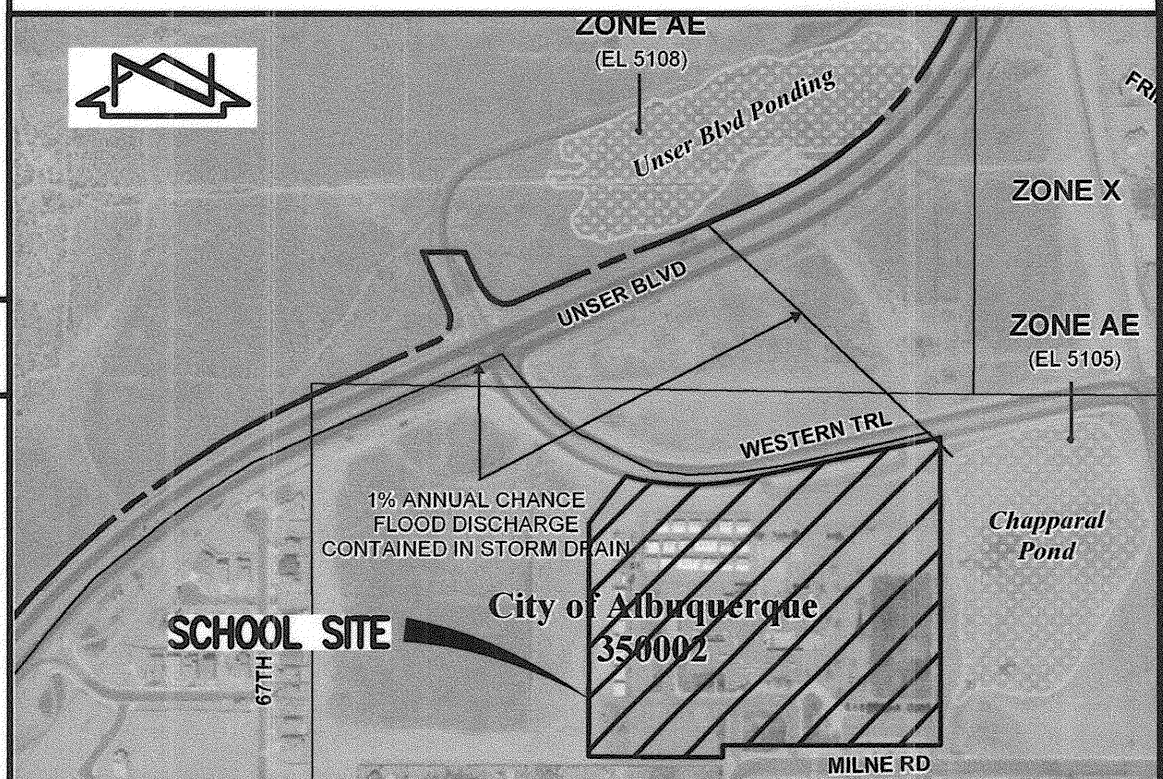 ZONE AE
(EL 5108)
Unser Blvd Ponding
ZONE X
UNSER BLVD
ZONE AE
(EL 5105)
WESTERN TRL
1% ANNUAL CHANCE
FLOOD DISCHARGE
CONTAINED IN STORM DRAIN
Chapparal
Pond
City of Albuquerque
350002
SCHOOL SITE
67TH
MILNE RD